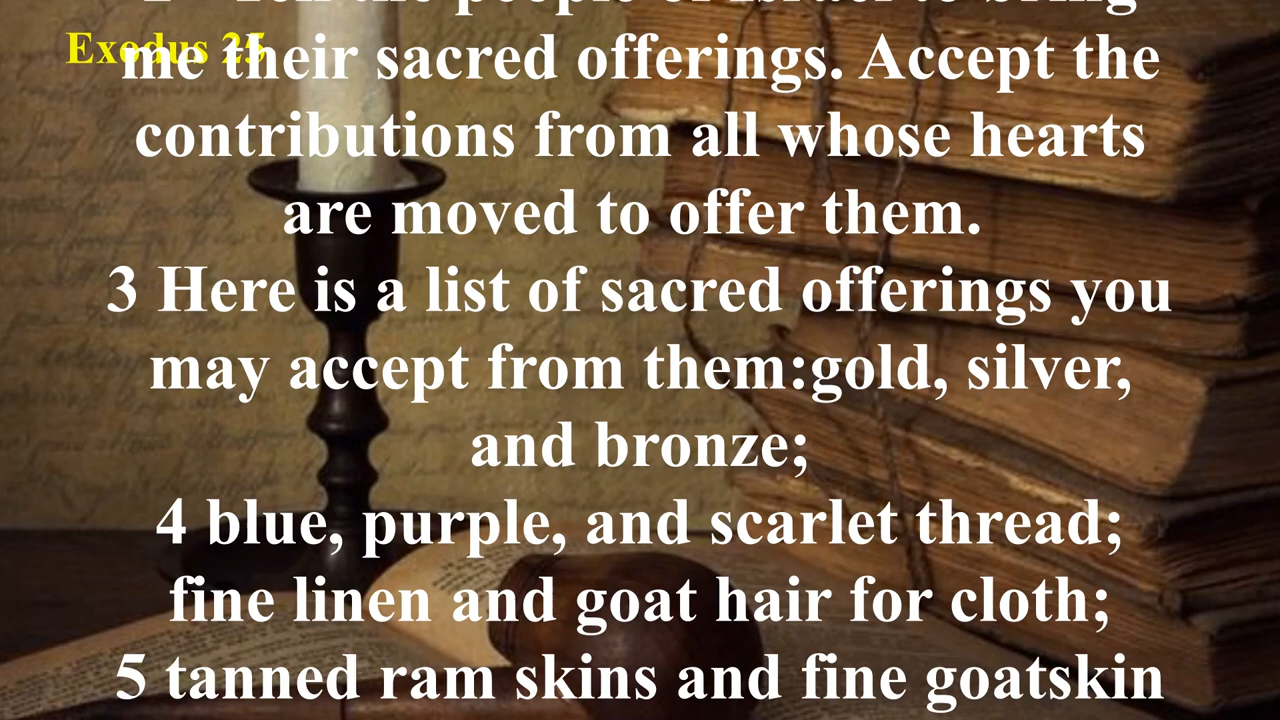 Exodus 25
2 "Tell the people of Israel to bring
me their sacred offerings. Accept the
contributions from all whose hearts
are moved to offer them.
3 Here is a list of sacred offerings you
may accept from them:gold, silver,
and bronze;
4 blue, purple, and scarlet thread;
fine linen and goat hair for cloth;
5 tanned ram skins and fine goatskin